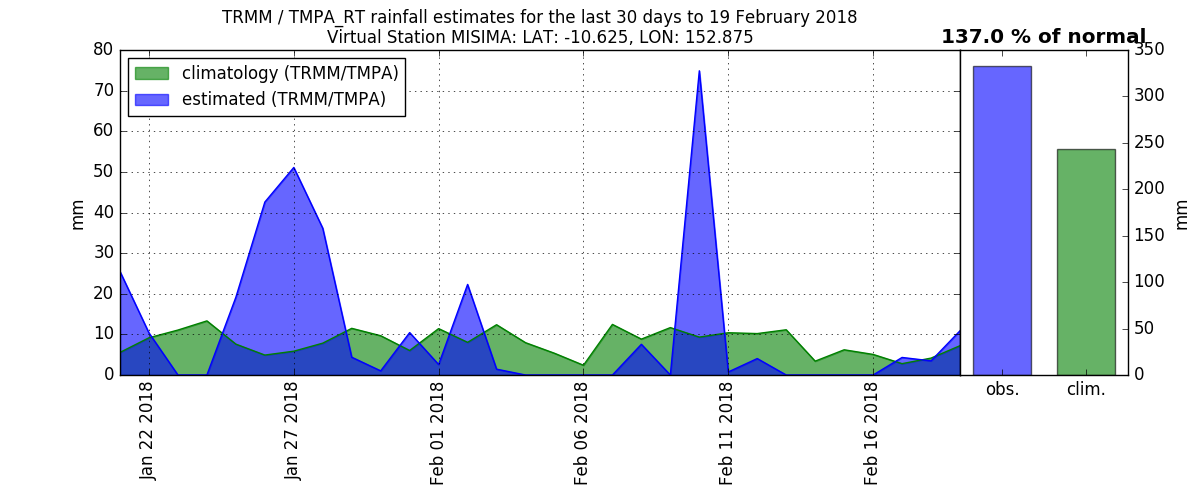 TRMM / TMPA_RT rainfall estimates for the last 30 days to 19 February 2018
Virtual Station MISIMA: LAT: -10.625, LON: 152.875
137.0 % of normal
climatology (TRMM/TMPA)
estimated (TRMM/TMPA)
80
70
60
50
40
30
20
10
0
mm
350
300
250
200
150
100
50
0
mm
Jan 22 2018
Jan 27 2018
Feb 01 2018
Feb 06 2018
Feb 11 2018
Feb 16 2018
obs.
clim.